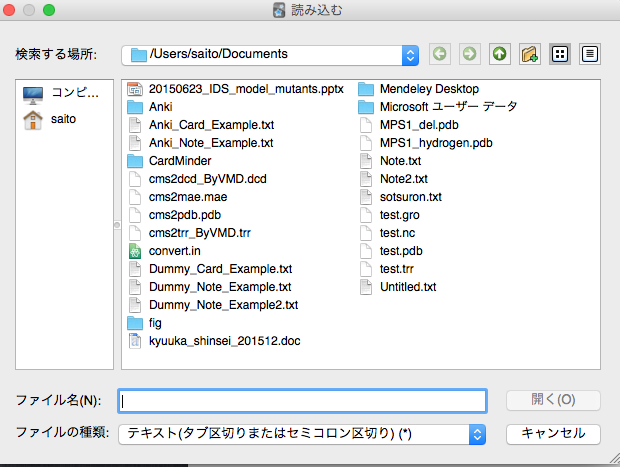 読み込む
検索する場所: /Users/saito/Documents
コンピ...
saito
20150623_IDS_model_mutants.pptx
Anki
Anki_Card_Example.txt
Anki_Note_Example.txt
CardMinder
cms2dcd_ByVMD.dcd
cms2mae.mae
cms2pdb.pdb
cms2trr_ByVMD.trr
convert.in
Dummy_Card_Example.txt
Dummy_Note_Example.txt
Dummy_Note_Example2.txt
fig
kyuuka_shinsei_201512.doc
Mendeley Desktop
Microsoft ユーザー データ
MPS1_del.pdb
MPS1_hydrogen.pdb
Note.txt
Note2.txt
sotsuron.txt
test.gro
test.nc
test.pdb
test.trr
Untitled.txt
ファイル名(N): 開く(O)
ファイルの種類: テキスト(タブ区切りまたはセミコロン区切り) (*) キャンセル